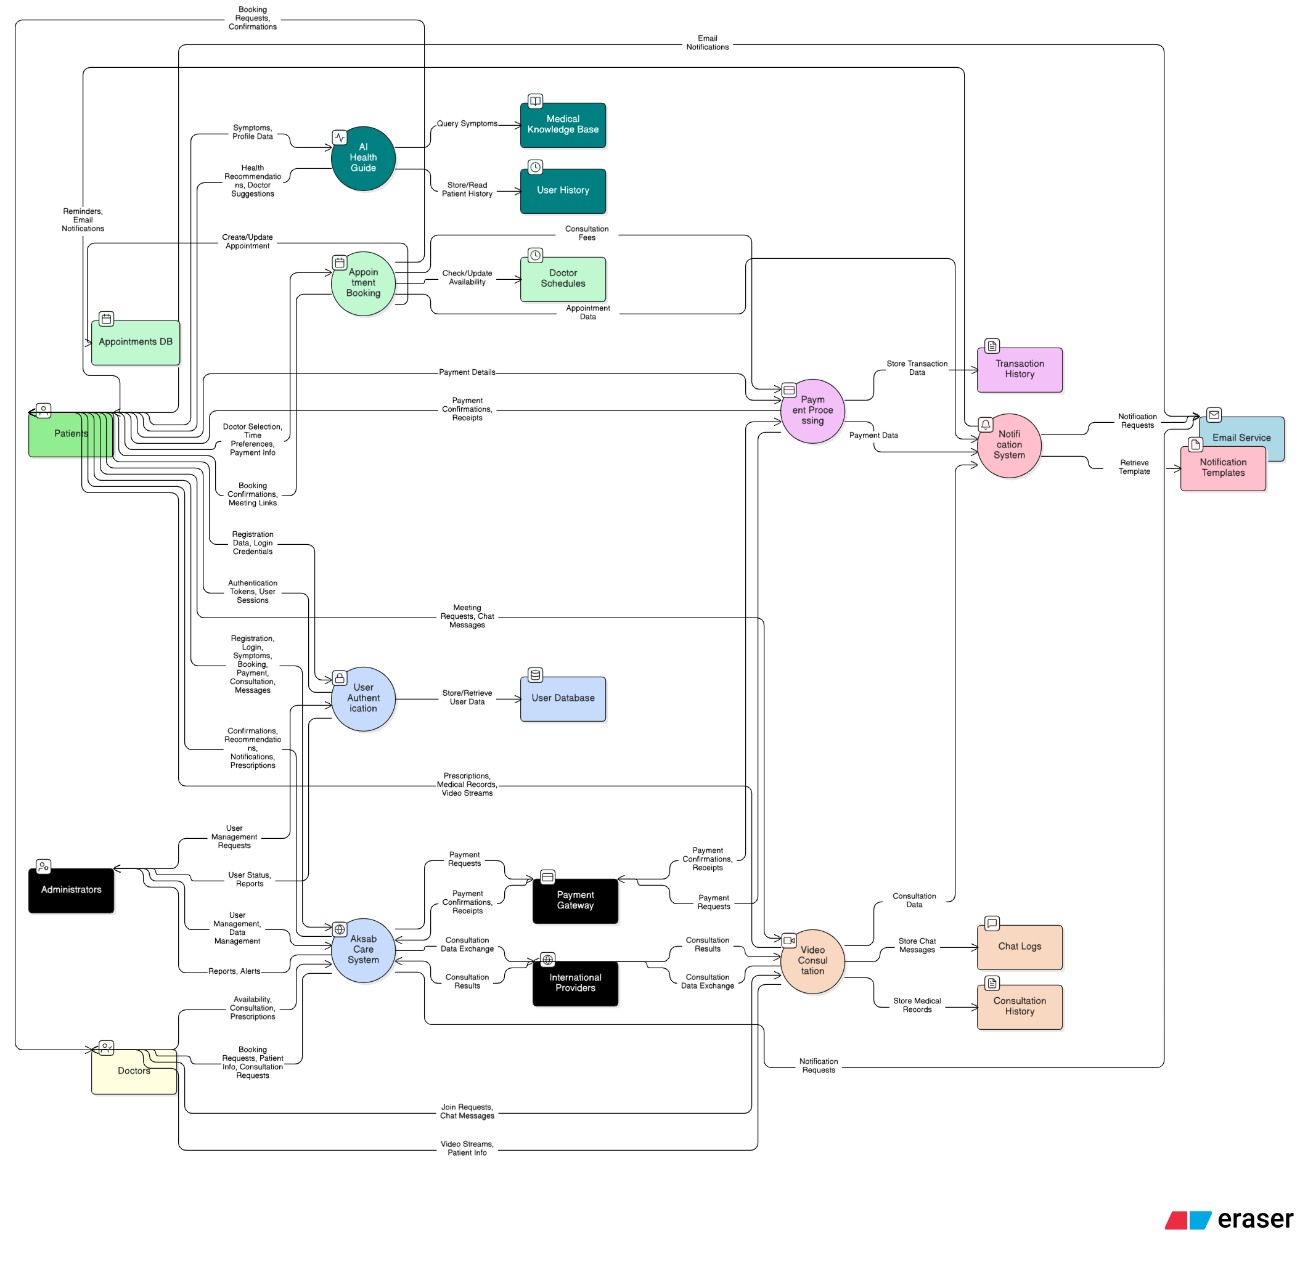 Booking
Requests,
Confirmations
Email
Notifications
Symptoms,
Profile Data
AI
Health
Guide
Query Symptoms
Medical
Knowledge Base
Health
Recommendatio
ns, Doctor
Suggestions
Store/Read
Patient History
User History
Reminders,
Email
Notifications
Create/Update
Appointment
Consultation
Fees
Appoin
tment
Booking
Check/Update
Availability
Doctor
Schedules
Appointment
Data
Appointments DB
Payment Details
Store Transaction
Data
Transaction
History
Patients
Payment
Confirmations,
Receipts
Paym
ent Proce
ssing
Doctor Selection,
Time
Preferences,
Payment Info
Payment Data
Notifi
cation
System
Notification
Requests
Email Service
Retrieve
Template
Notification
Templates
Booking
Confirmations,
Meeting Links
Registration
Data, Login
Credentials
Authentication
Tokens, User
Sessions
Meeting
Requests, Chat
Messages
Registration,
Login,
Symptoms,
Booking,
Payment,
Consultation,
Messages
User
Authent
ication
Store/Retrieve
User Data
User Database
Confirmations,
Recommendatio
ns,
Notifications,
Prescriptions
Prescriptions,
Medical Records,
Video Streams
User
Management
Requests
Administrators
User Status,
Reports
Payment
Requests
Payment
Confirmations,
Receipts
Payment
Gateway
Payment
Confirmations,
Receipts
Payment
Requests
Consultation
Data
User
Management,
Data
Management
Aksab
Care
System
Consultation
Data Exchange
Consultation
Results
Video
Consul
tation
Store Chat
Messages
Chat Logs
Reports, Alerts
Consultation
Results
International
Providers
Consultation
Data Exchange
Store Medical
Records
Consultation
History
Availability,
Consultation,
Prescriptions
Doctors
Booking
Requests, Patient
Info, Consultation
Requests
Notification
Requests
Join Requests,
Chat Messages
Video Streams,
Patient Info
eraser